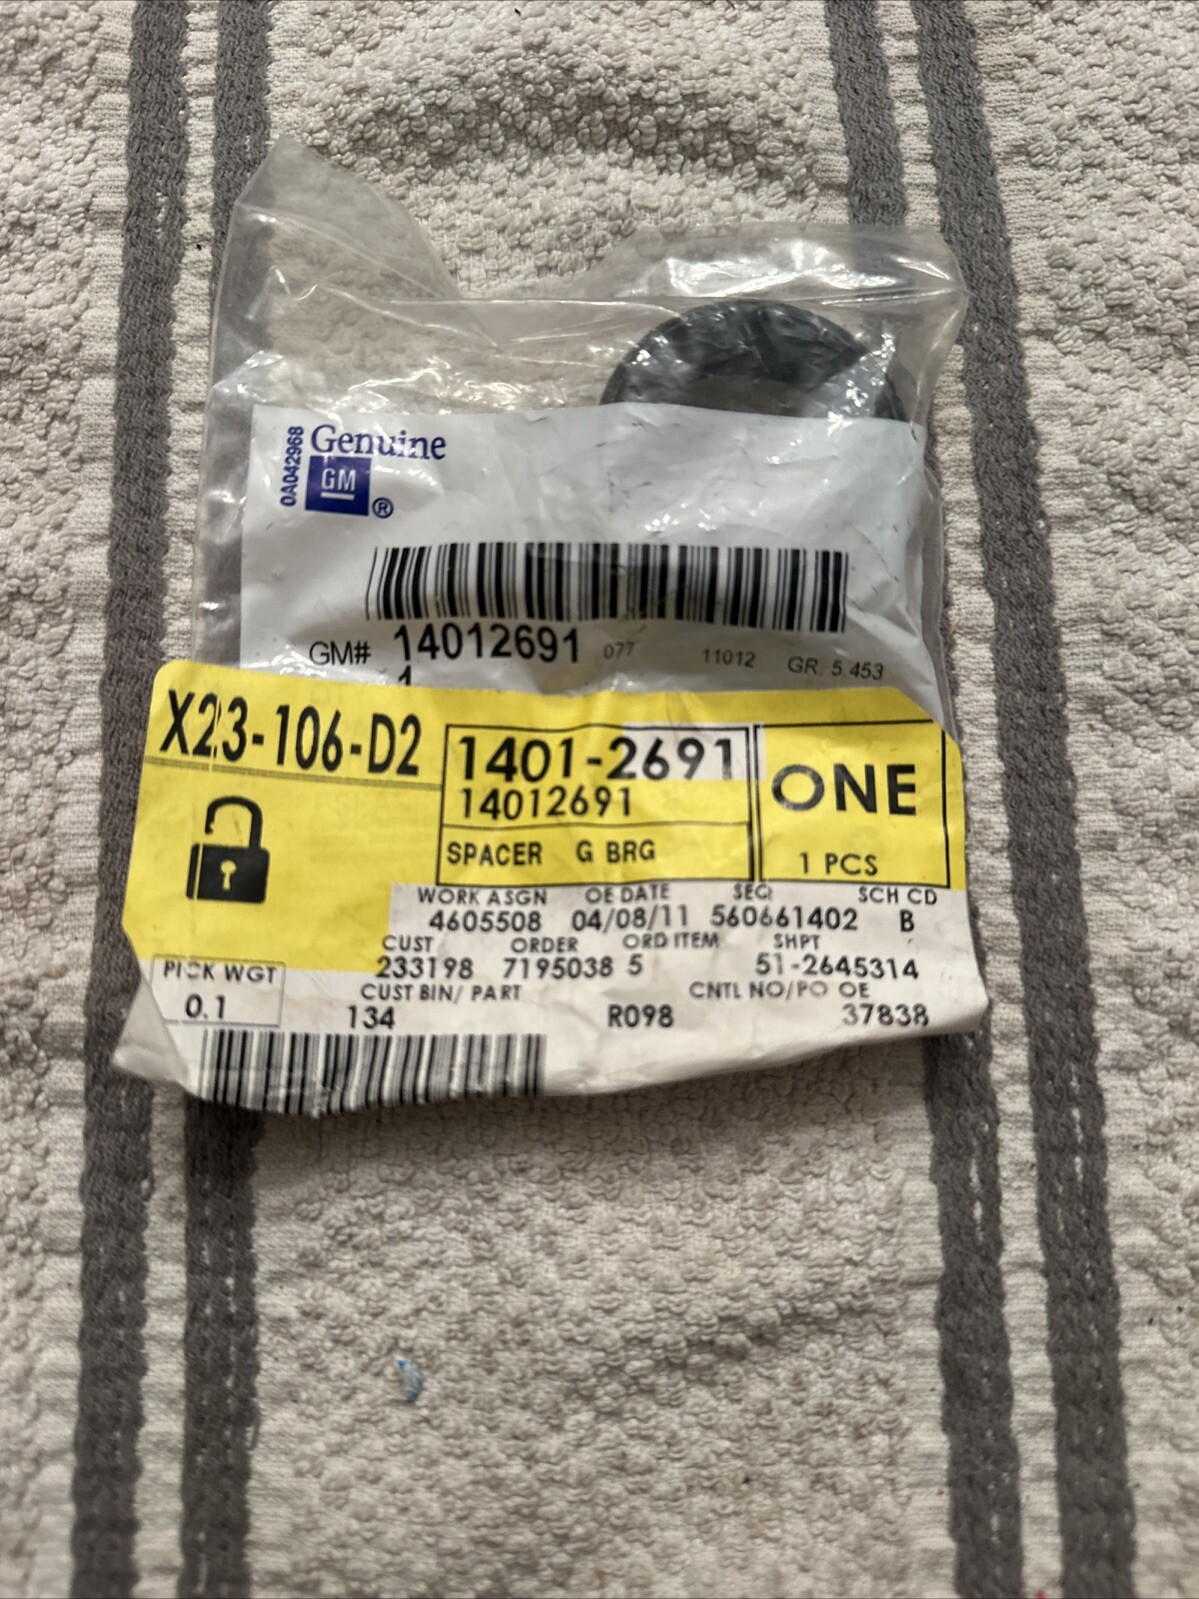 0A042968
Genuine
GM ®
GM# 14012691 077 11012 GR. 5.453
1
X23-106-D2
1401-2691
14012691
SPACER G BRG
ONE
1 PCS
WORK ASGN OE DATE SEQ SCH CD
4605508 04/08/11 560661402 B
CUST ORDER ORD ITEM SHPT
233198 7195038 5 51-2645314
PICK WGT
0.1
CUST BIN/ PART CNTL NO/PO OE
134 R098 37838